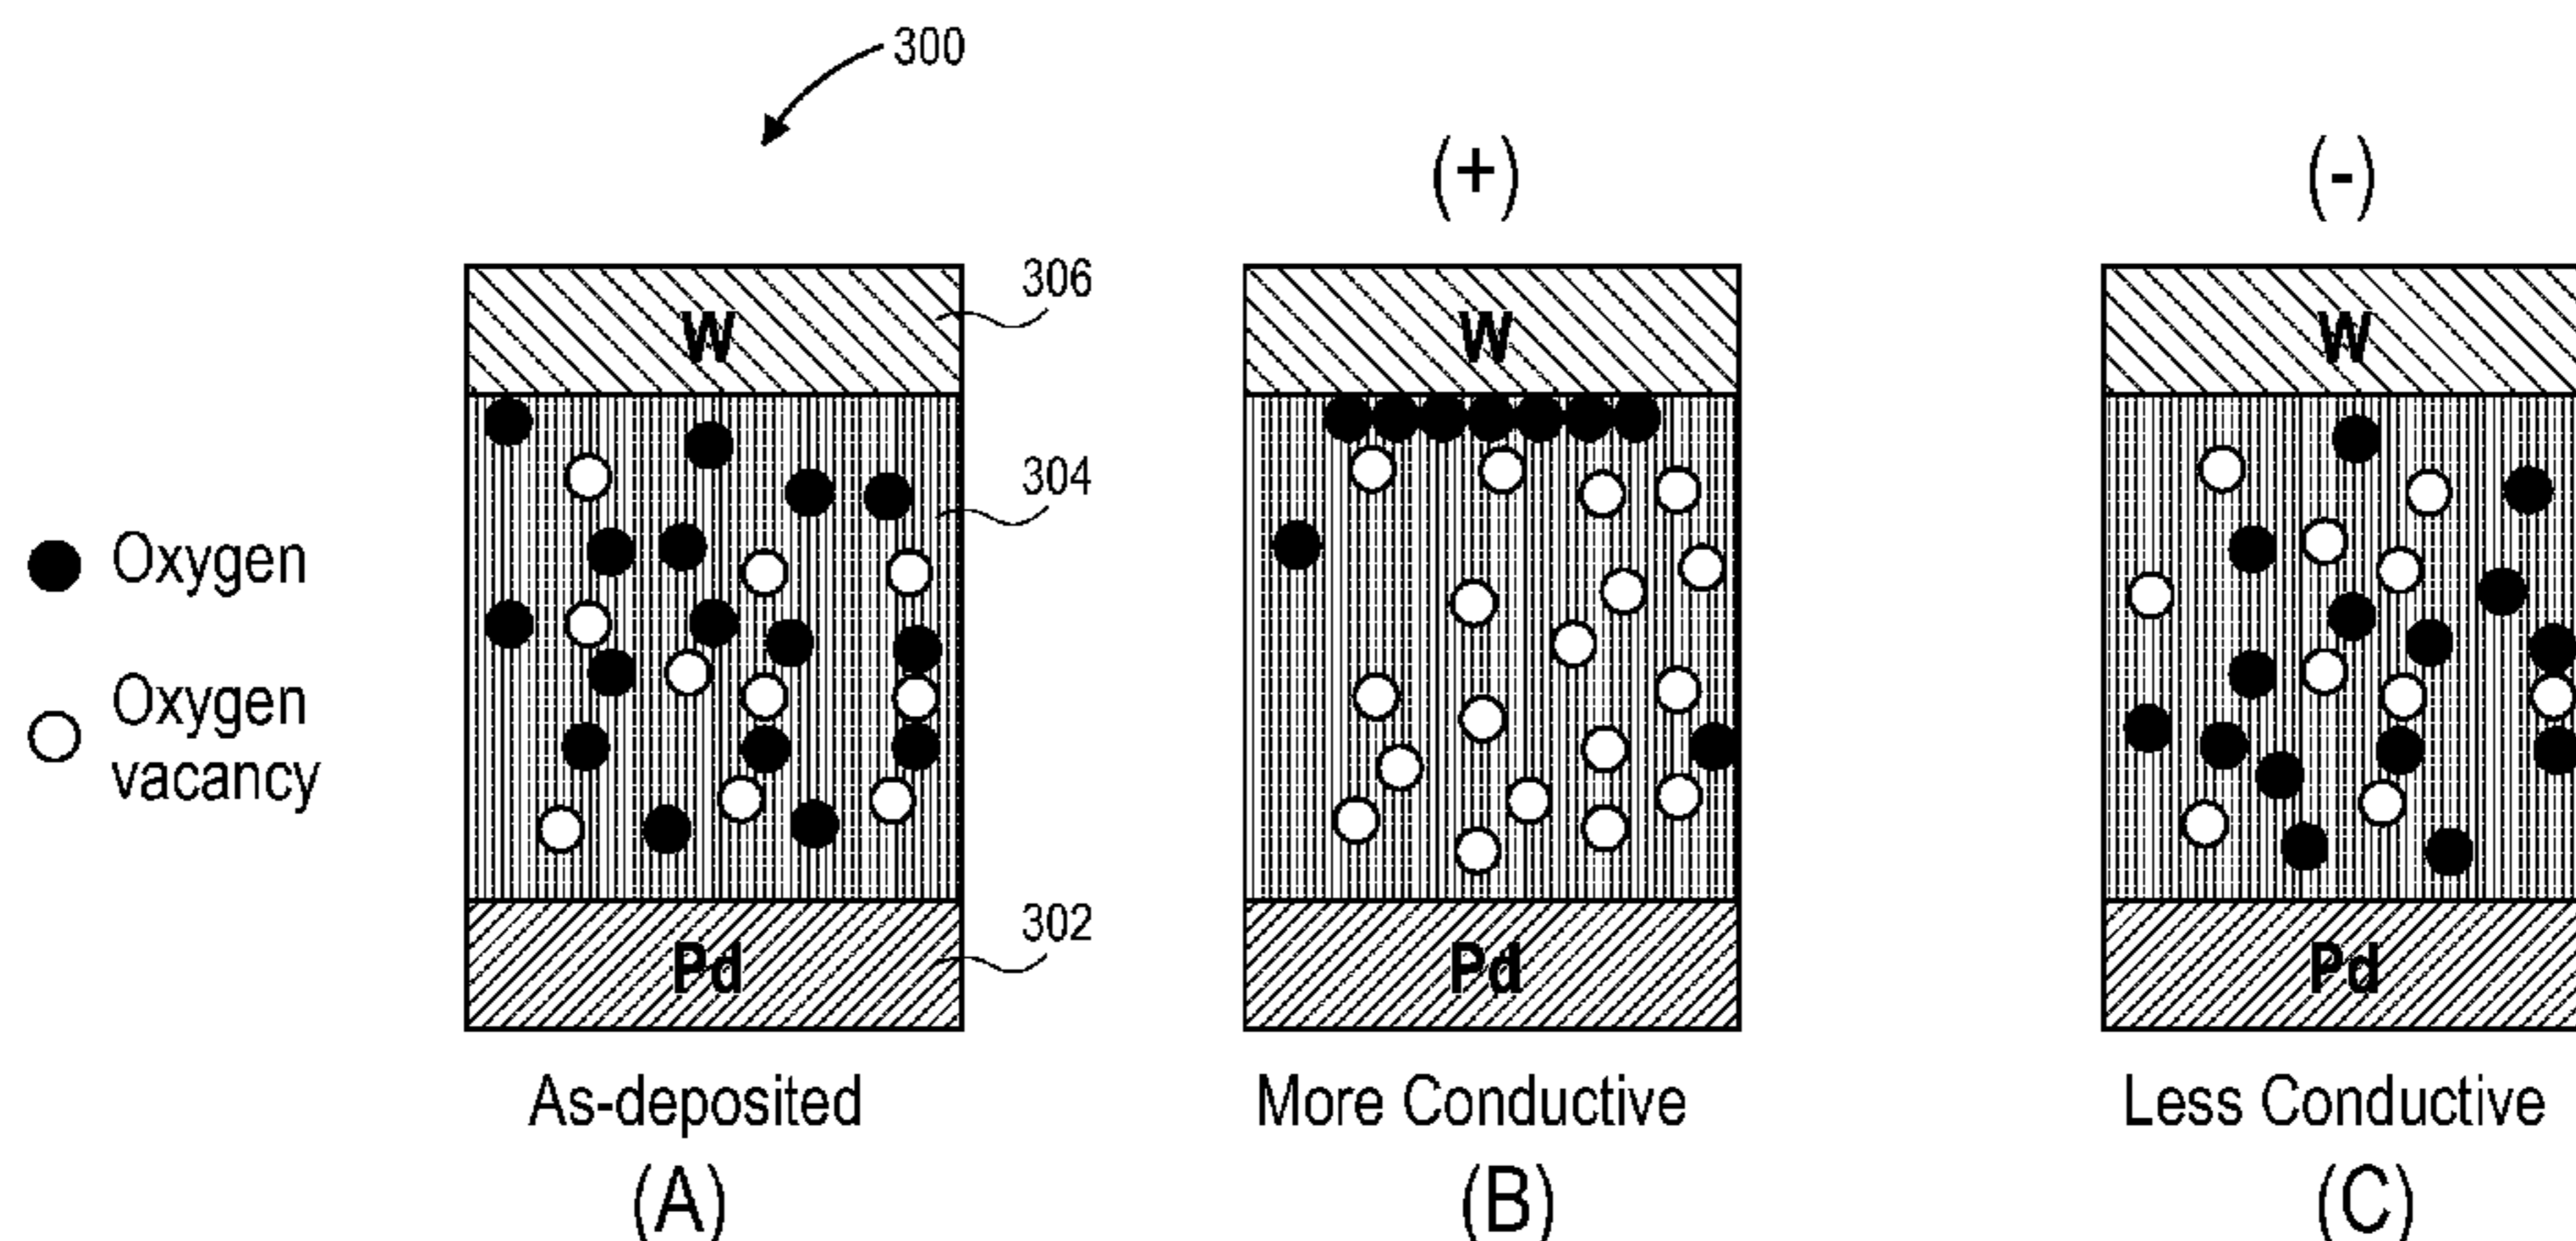 300
(+)
(-)
W
306
W
W
304
Oxygen
Oxygen
vacancy
302
Pd
Pd
Pd
As-deposited
More Conductive
Less Conductive
(A)
(B)
(C)